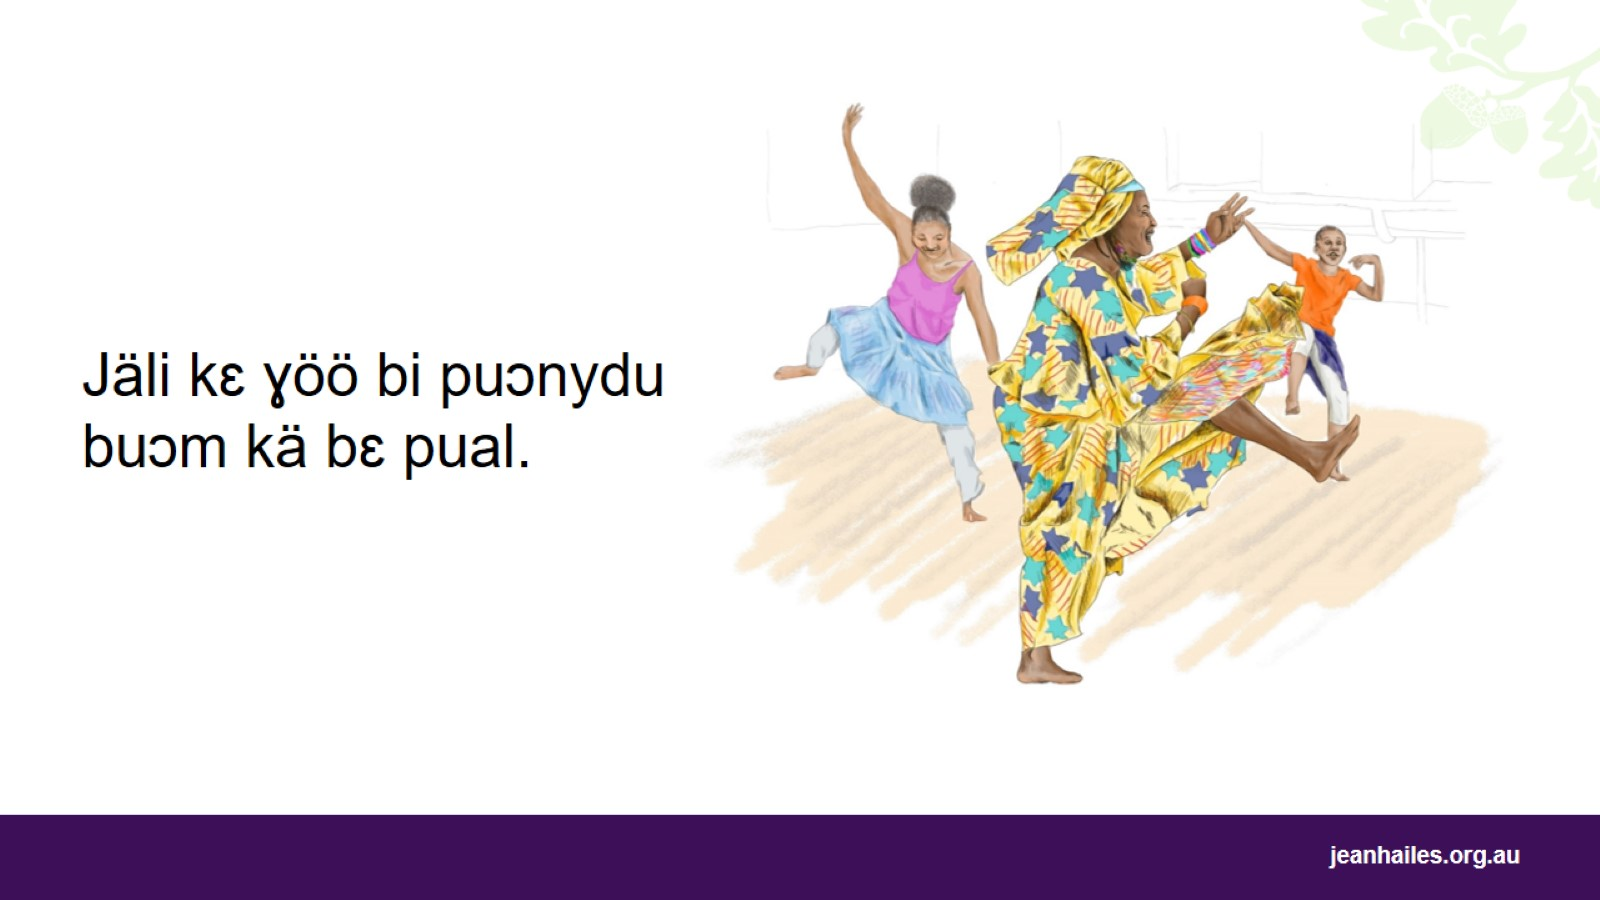 Jäli kɛ ɣöö bi puɔnydu
buɔm kä bɛ pual.
jeanhailes.org.au